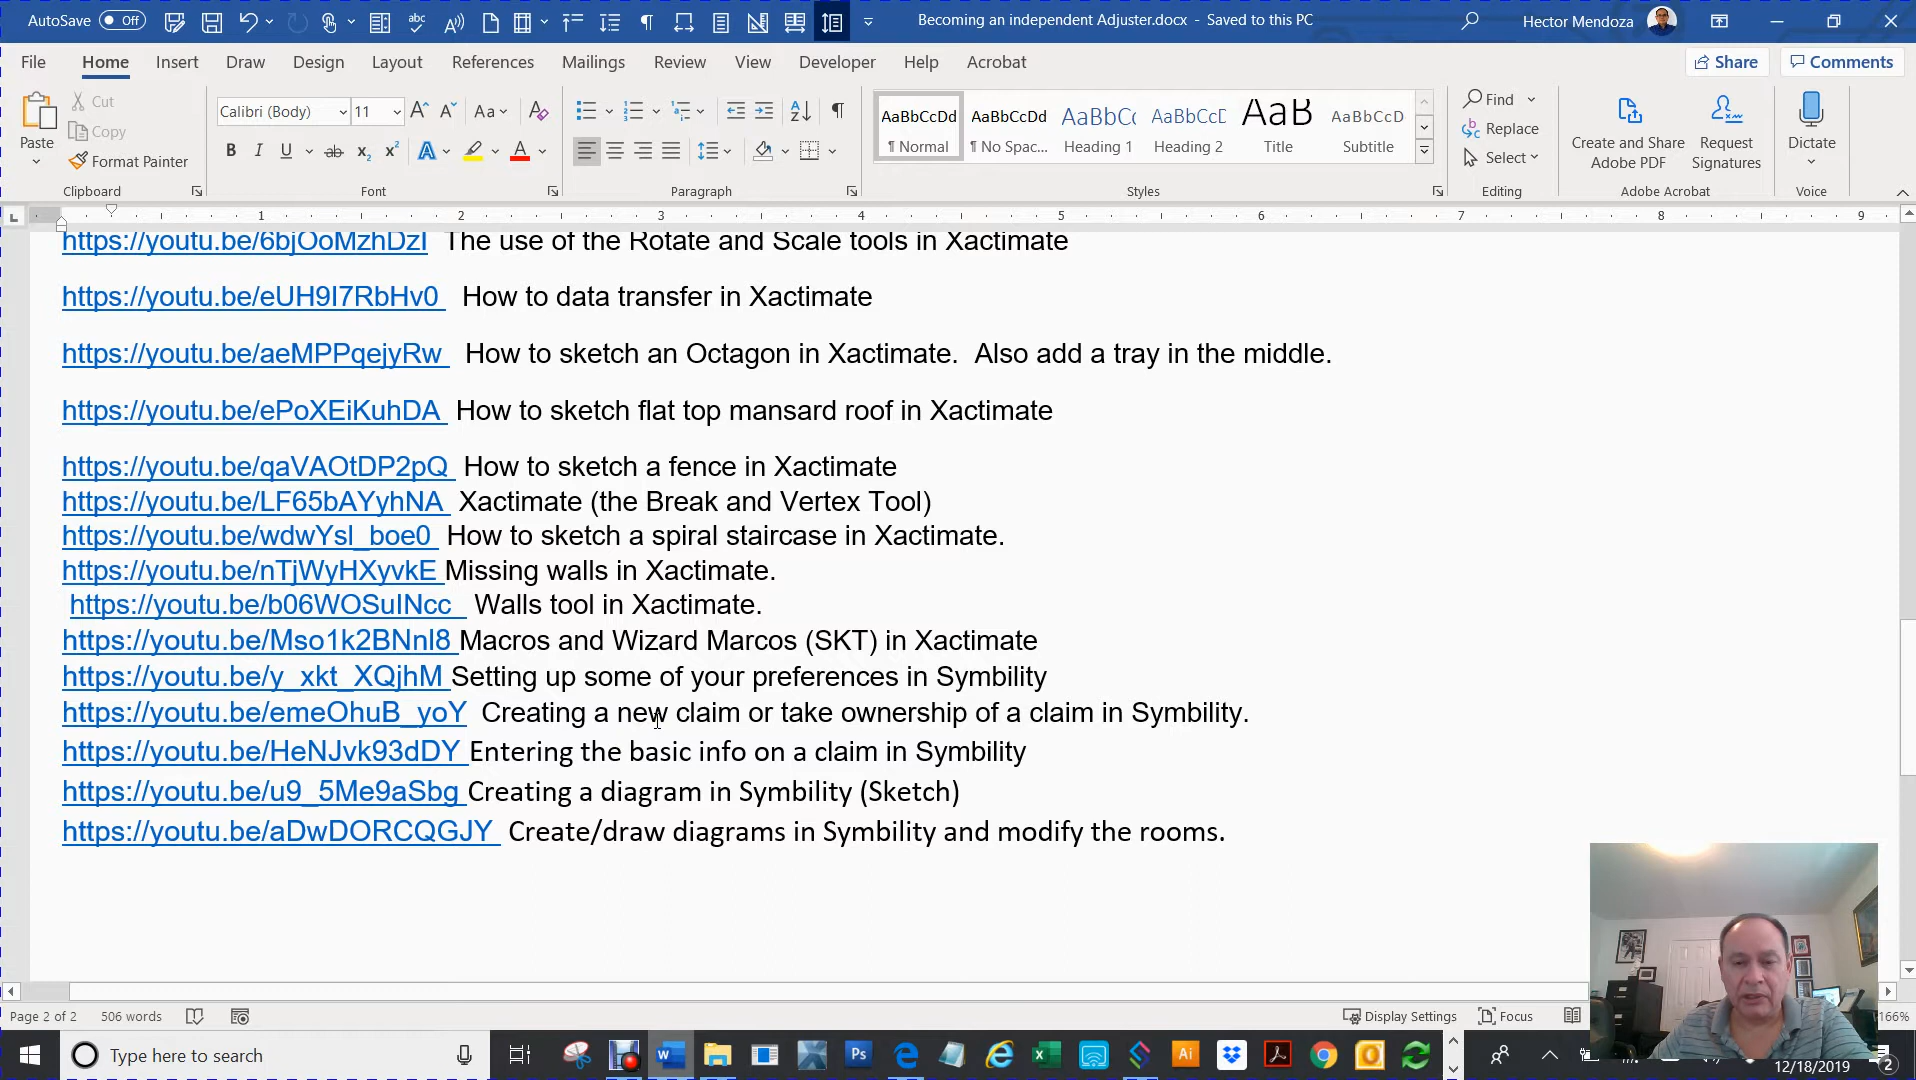 AutoSave Off
Becoming an independent Adjuster.docx - Saved to this PC
Hector Mendoza
File Home Insert Draw Design Layout References Mailings Review View Developer Help Acrobat
Share Comments
Paste
Cut
Copy
Format Painter
Clipboard
Calibri (Body) 11
Font
Paragraph
AaBbCcDd AaBbCcDd AaBbC AaBbCcD AaB AaBbCcD
¶ Normal ¶ No Spac... Heading 1 Heading 2 Title Subtitle
Styles
Find
Replace
Select
Editing
Create and Share Adobe PDF
Request Signatures
Adobe Acrobat
Dictate
Voice
1 2 3 4 5 6 7 8 9
https://youtu.be/6bjOoMzhDzI The use of the Rotate and Scale tools in Xactimate
https://youtu.be/eUH9I7RbHv0 How to data transfer in Xactimate
https://youtu.be/aeMPPqejyRw How to sketch an Octagon in Xactimate. Also add a tray in the middle.
https://youtu.be/ePoXEiKuhDA How to sketch flat top mansard roof in Xactimate
https://youtu.be/qaVAOtDP2pQ How to sketch a fence in Xactimate
https://youtu.be/LF65bAYyhNA Xactimate (the Break and Vertex Tool)
https://youtu.be/wdwYsl_boe0 How to sketch a spiral staircase in Xactimate.
https://youtu.be/nTjWyHXyvkE Missing walls in Xactimate.
https://youtu.be/b06WOSuINcc Walls tool in Xactimate.
https://youtu.be/Mso1k2BNnl8 Macros and Wizard Marcos (SKT) in Xactimate
https://youtu.be/y_xkt_XQjhM Setting up some of your preferences in Symbility
https://youtu.be/emeOhuB_yoY Creating a new claim or take ownership of a claim in Symbility.
https://youtu.be/HeNJvk93dDY Entering the basic info on a claim in Symbility
https://youtu.be/u9_5Me9aSbg Creating a diagram in Symbility (Sketch)
https://youtu.be/aDwDORCQGJY Create/draw diagrams in Symbility and modify the rooms.
Page 2 of 2 506 words
Display Settings Focus 166%
Type here to search
12/18/2019 2